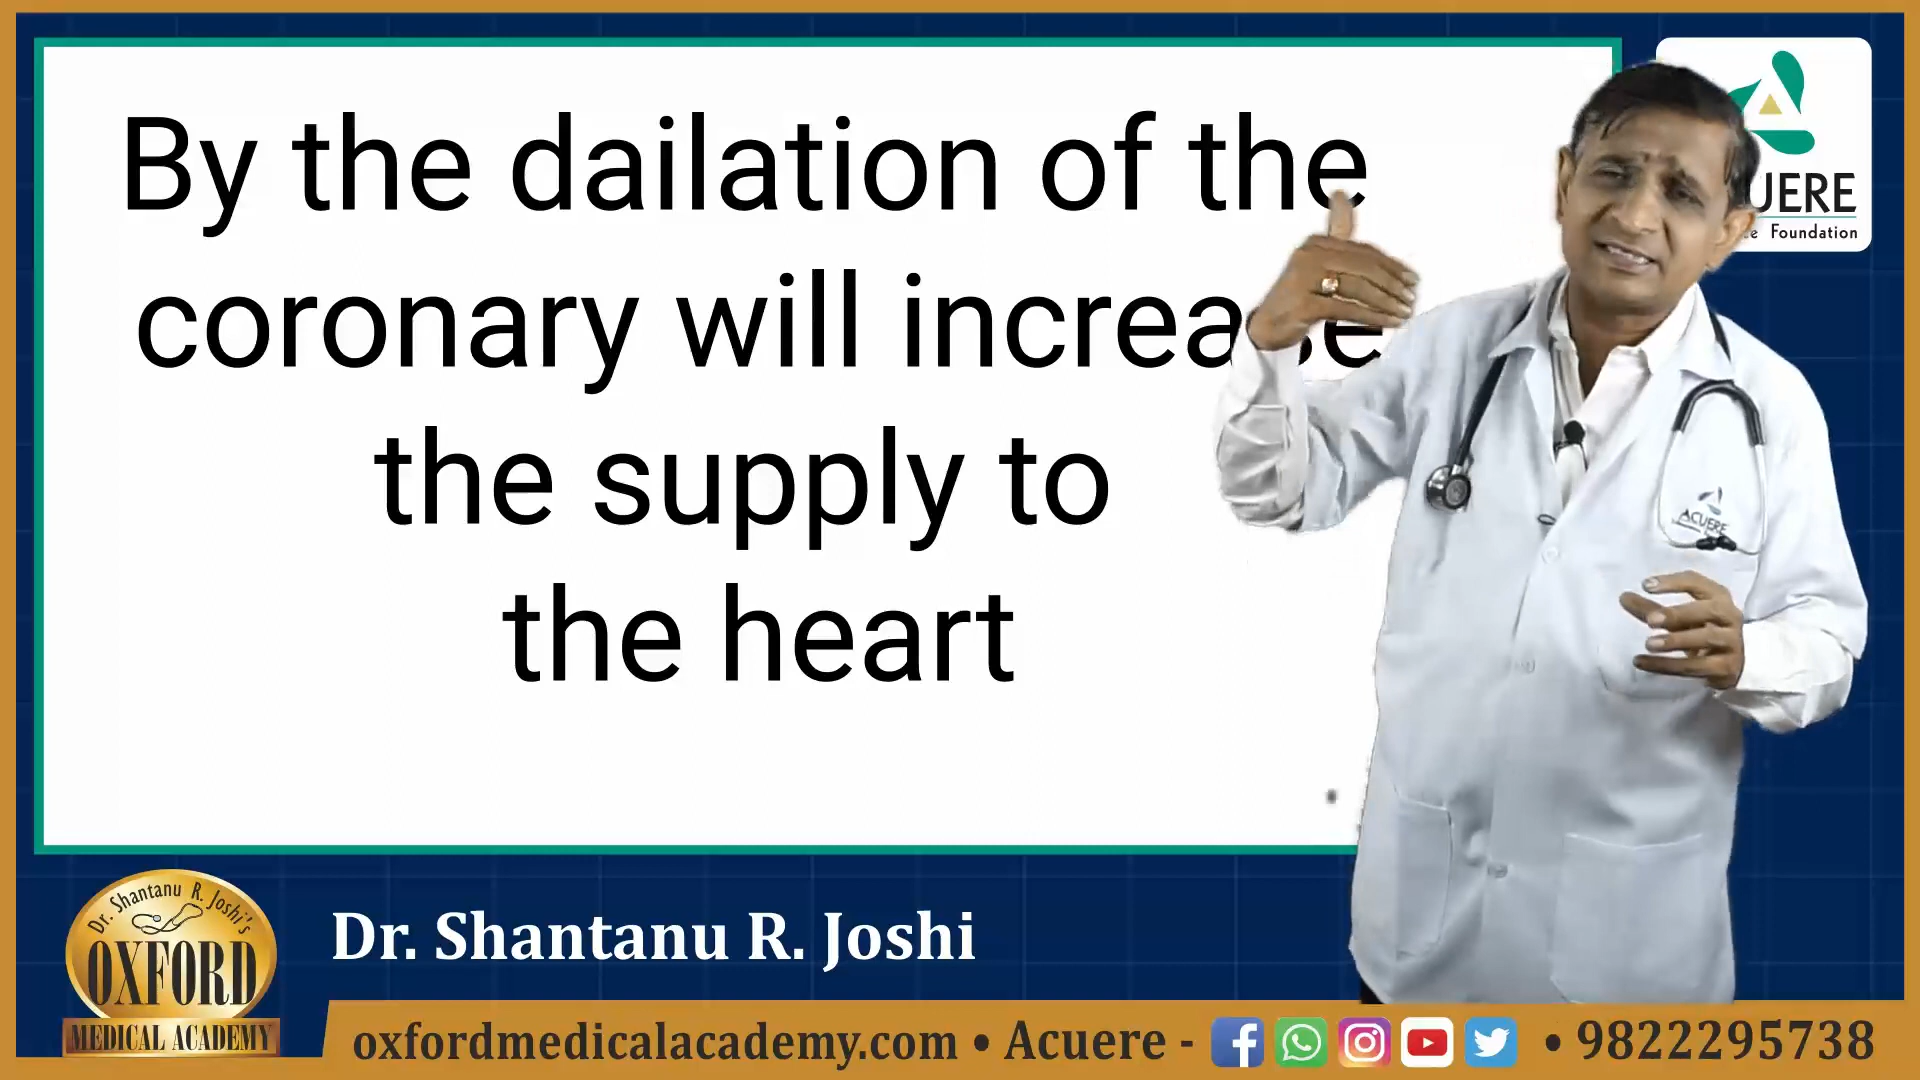 By the dailation of the
coronary will increase
the supply to
the heart
UERE
e Foundation
ACUERE
Dr. Shantanu R. Joshi's
OXFORD
MEDICAL ACADEMY
Dr. Shantanu R. Joshi
oxfordmedicalacademy.com • Acuere - • 9822295738